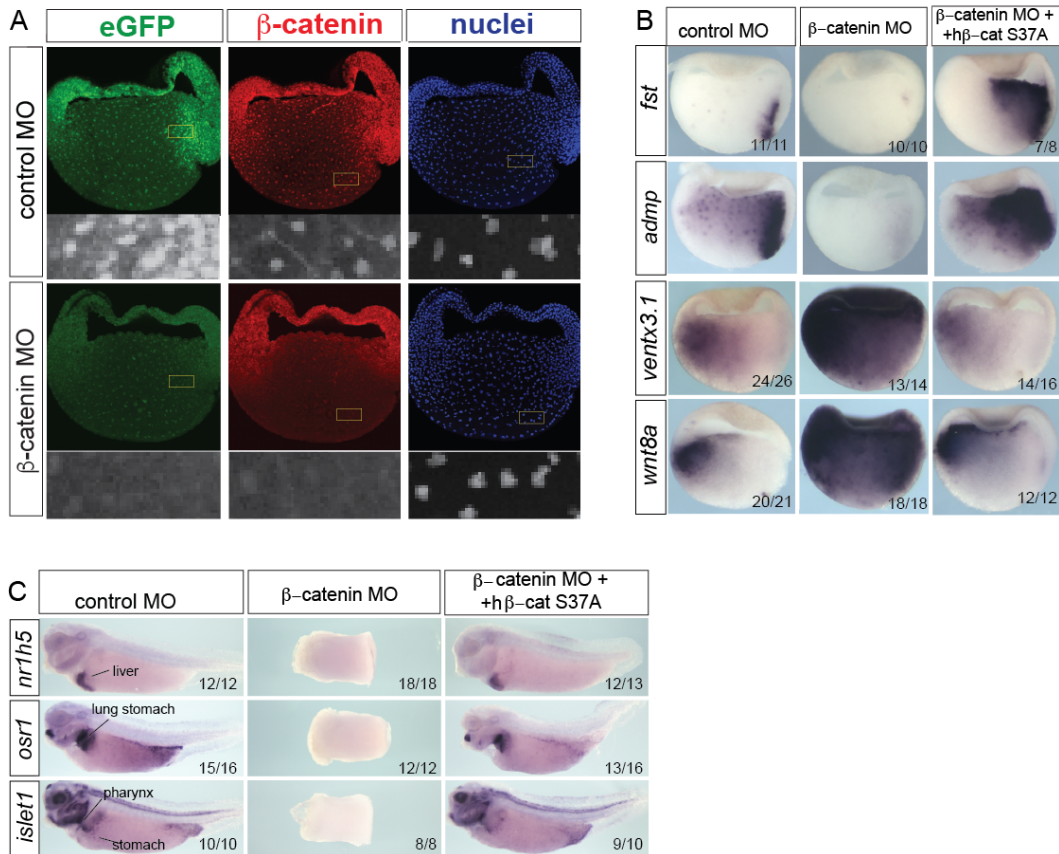 A
eGFP
β-catenin
nuclei
control MO
β-catenin MO
B
control MO
β-catenin MO
β-catenin MO +
+hβ-cat S37A
fst
11/11
10/10
7/8
admp
ventx3.1
24/26
13/14
14/16
wnt8a
20/21
18/18
12/12
C
control MO
β-catenin MO
β-catenin MO +
+hβ-cat S37A
nr1h5
liver
12/12
18/18
12/13
osr1
lung stomach
15/16
12/12
13/16
islet1
pharynx
stomach
10/10
8/8
9/10